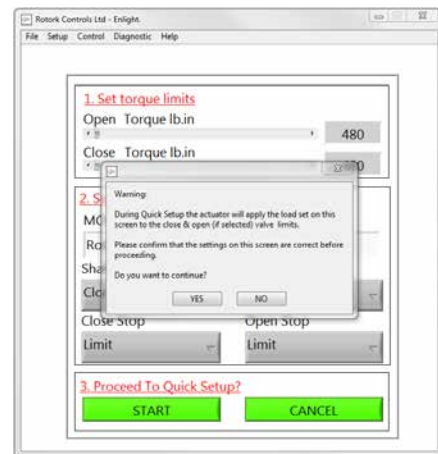 Rotork Controls Ltd - Enlight
File Setup Control Diagnostic Help
1. Set torque limits
Open Torque lb.in
480
Close Torque lb.in
Warning:
During Quick Setup the actuator will apply the load set on this
screen to the close & open (if selected) valve limits.
Please confirm that the settings on this screen are correct before
proceeding.
Do you want to continue?
YES NO
Close Stop Open Stop
Limit Limit
3. Proceed To Quick Setup?
START CANCEL